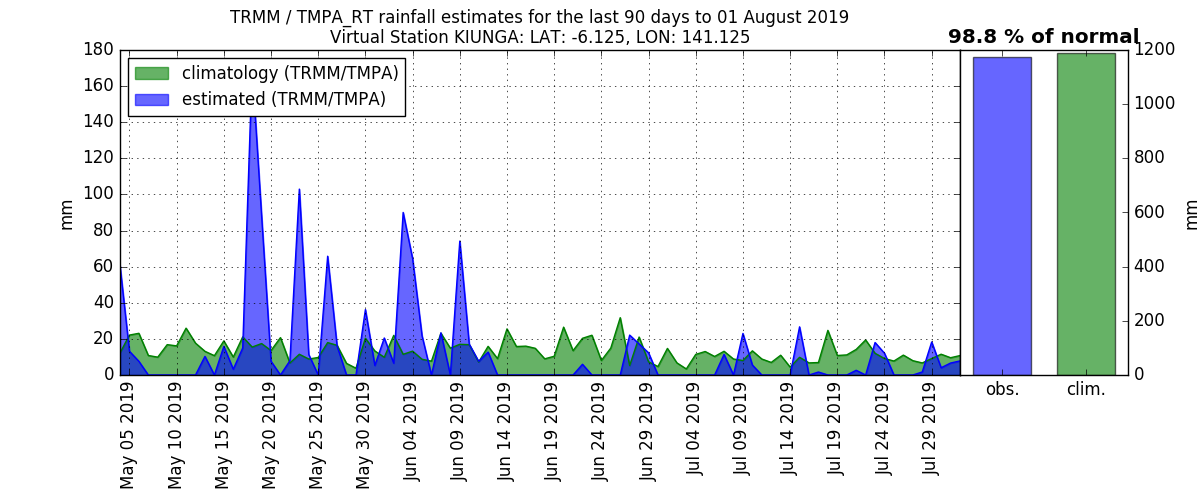 TRMM / TMPA_RT rainfall estimates for the last 90 days to 01 August 2019
Virtual Station KIUNGA: LAT: -6.125, LON: 141.125
98.8 % of normal
climatology (TRMM/TMPA)
estimated (TRMM/TMPA)
mm
180
160
140
120
100
80
60
40
20
0
May 05 2019
May 10 2019
May 15 2019
May 20 2019
May 25 2019
May 30 2019
Jun 04 2019
Jun 09 2019
Jun 14 2019
Jun 19 2019
Jun 24 2019
Jun 29 2019
Jul 04 2019
Jul 09 2019
Jul 14 2019
Jul 19 2019
Jul 24 2019
Jul 29 2019
obs.
clim.
1200
1000
800
600
400
200
0
mm